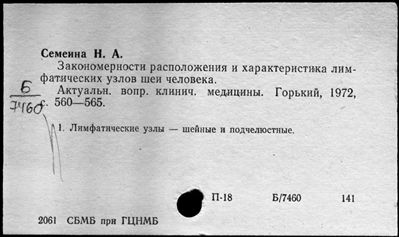 Семеина Н. А.
Закономерности расположения и характеристика лим-
фатических узлов шеи человека.
Актуальн. вопр. клинич. медицины. Горький, 1972,
с. 560—565.
Б
7460
1. Лимфатические узлы — шейные и подчелюстные.
П-18 Б/7460 141
2061 СБМБ при ГЦНМБ